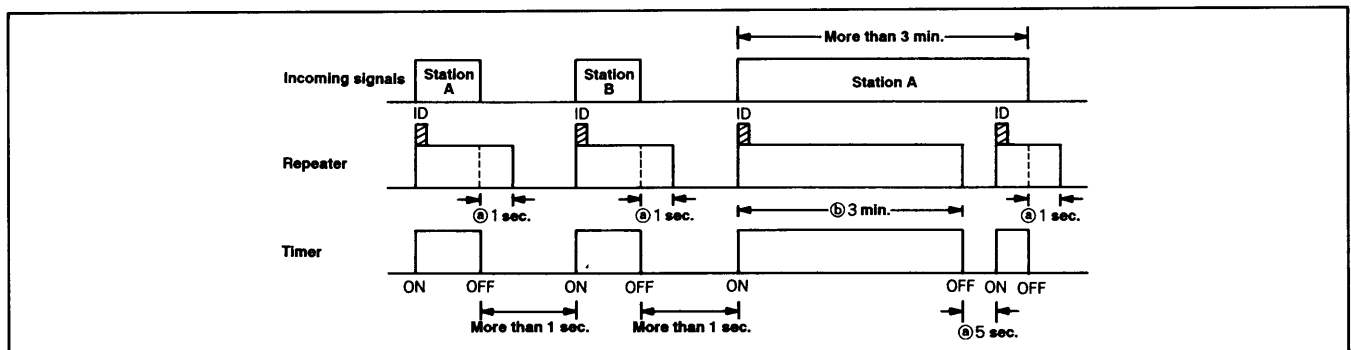 More than 3 min.
Incoming signals
Station A
Station B
Station A
ID
ID
ID
ID
Repeater
ⓐ 1 sec.
ⓐ 1 sec.
ⓑ 3 min.
ⓐ 1 sec.
Timer
ON OFF ON OFF ON OFF ON OFF
More than 1 sec. More than 1 sec. ⓐ 5 sec.